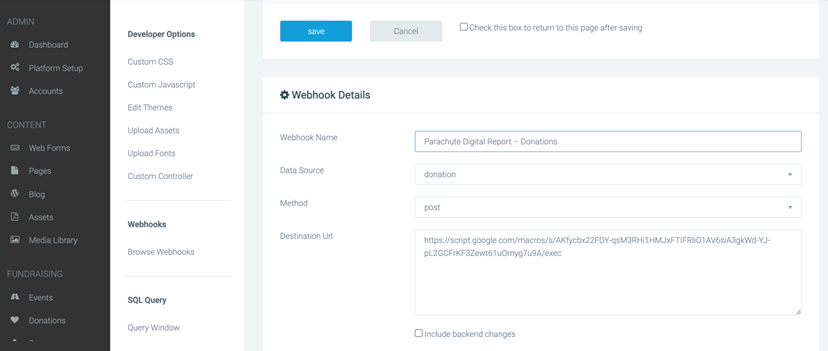 ADMIN
Dashboard
Platform Setup
Accounts
CONTENT
Web Forms
Pages
Blog
Assets
Media Library
FUNDRAISING
Events
Donations
Developer Options
Custom CSS
Custom Javascript
Edit Themes
Upload Assets
Upload Fonts
Custom Controller
Webhooks
Browse Webhooks
SQL Query
Query Window
save
Cancel
Check this box to return to this page after saving
Webhook Details
Webhook Name
Parachute Digital Report – Donations
Data Source
donation
Method
post
Destination Url
https://script.google.com/macros/s/AKfycbx22FDY-qsM3RHi1HMJxFTIFRliO1AV6siA3gkWd-YJ-
pL2GCFrKF3Zewt61uOmyg7u9A/exec
Include backend changes